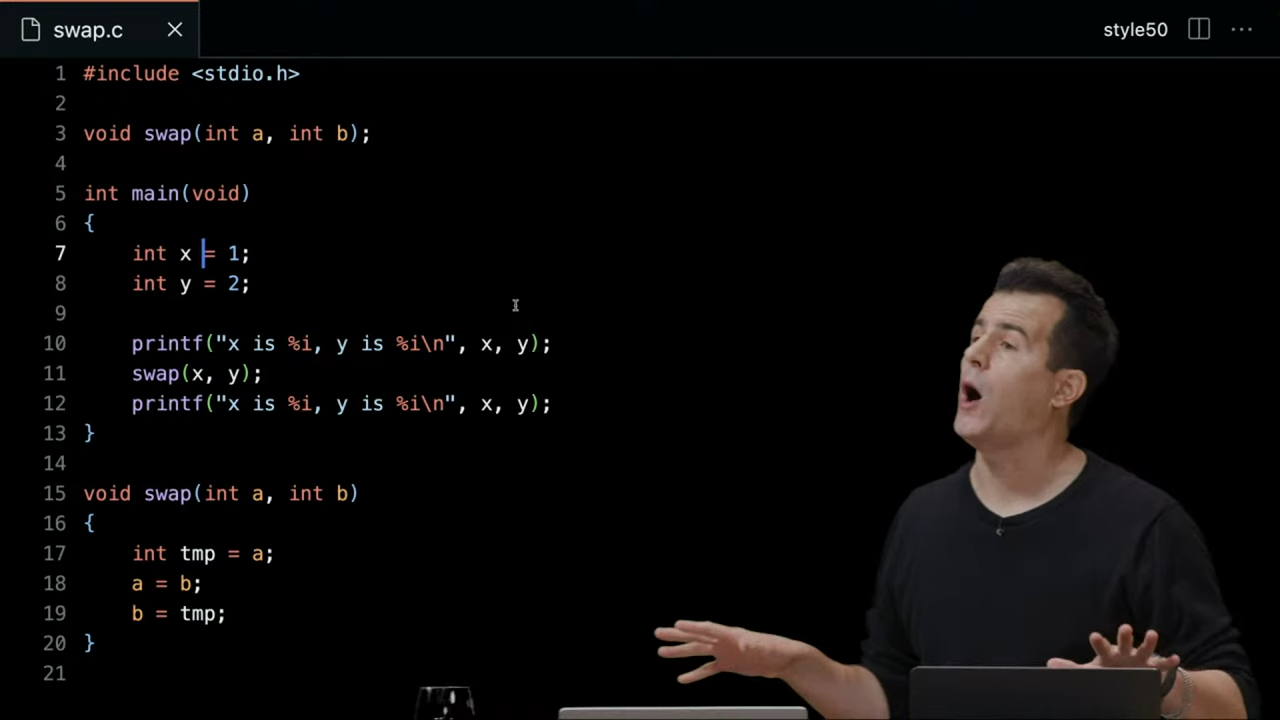 swap.c
style50
1 #include <stdio.h>
2
3 void swap(int a, int b);
4
5 int main(void)
6 {
7     int x = 1;
8     int y = 2;
9
10     printf("x is %i, y is %i\n", x, y);
11     swap(x, y);
12     printf("x is %i, y is %i\n", x, y);
13 }
14
15 void swap(int a, int b)
16 {
17     int tmp = a;
18     a = b;
19     b = tmp;
20 }
21